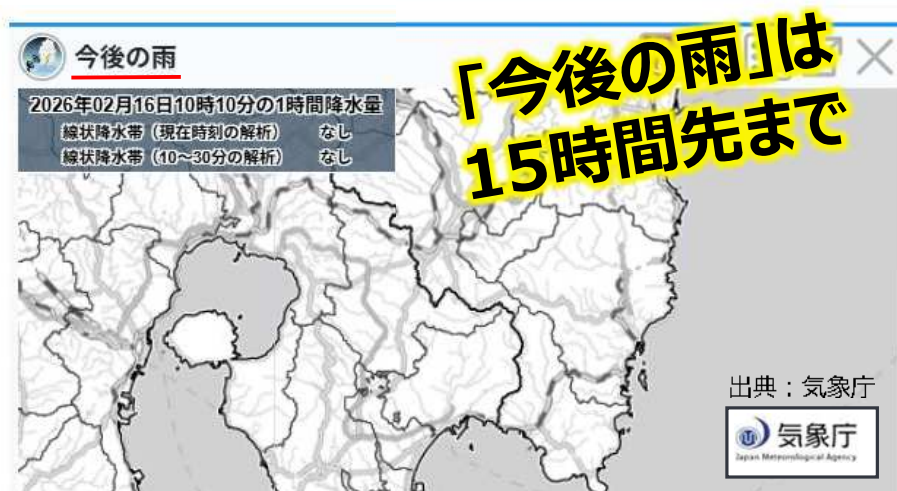 今後の雨
「今後の雨」は
15時間先まで
2026年02月16日10時10分の1時間降水量
線状降水帯（現在時刻の解析） なし
線状降水帯（10～30分の解析） なし
出典：気象庁
気象庁
Japan Meteorological Agency